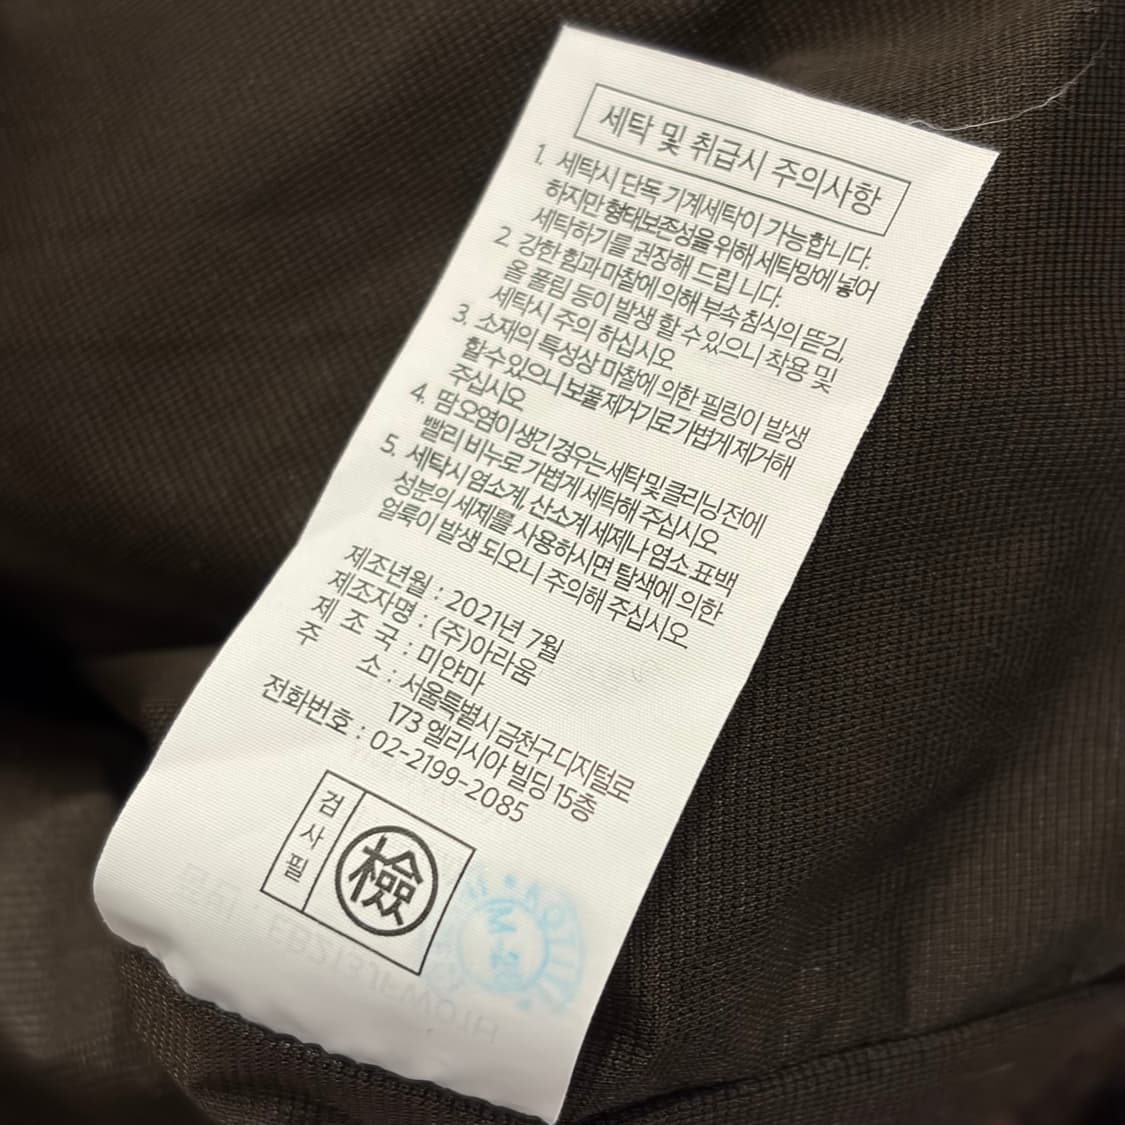 세탁 및 취급시 주의사항
1. 세탁시 단독 기계세탁이 가능합니다.
하지만 형태보존성을 위해 세탁망에 넣어
세탁하기를 권장해 드립 니다.
2 강한 힘과 마찰에 의해 부속 침식의 뜯김,
올 풀림 등이 발생 할 수 있으니 착용 및
세탁시 주의 하십시오
3, 소재의 특성상 마찰에 의한 필링이 발생
할 수 있으니 보풀 제거기로 가볍게 제거해
주십시오
4, 땀 오염이 생긴 경우는 세탁 및 클리닝 전에
빨리 비누로 가볍게 세탁해 주십시오
5, 세탁시 염소계, 산소계 세제나 염소 표백
성분의 세제를 사용하시면 탈색에 의한
얼룩이 발생 되오니 주의해 주십시오
제조년월 : 2021년 7월
제조자명 : (주)아라움
제 조 국 : 미얀마
주 소 : 서울특별시 금천구 디지털로
173 엘리시아 빌딩 15층
전화번호 : 02-2199-2085
검사필
檢
KOTITI